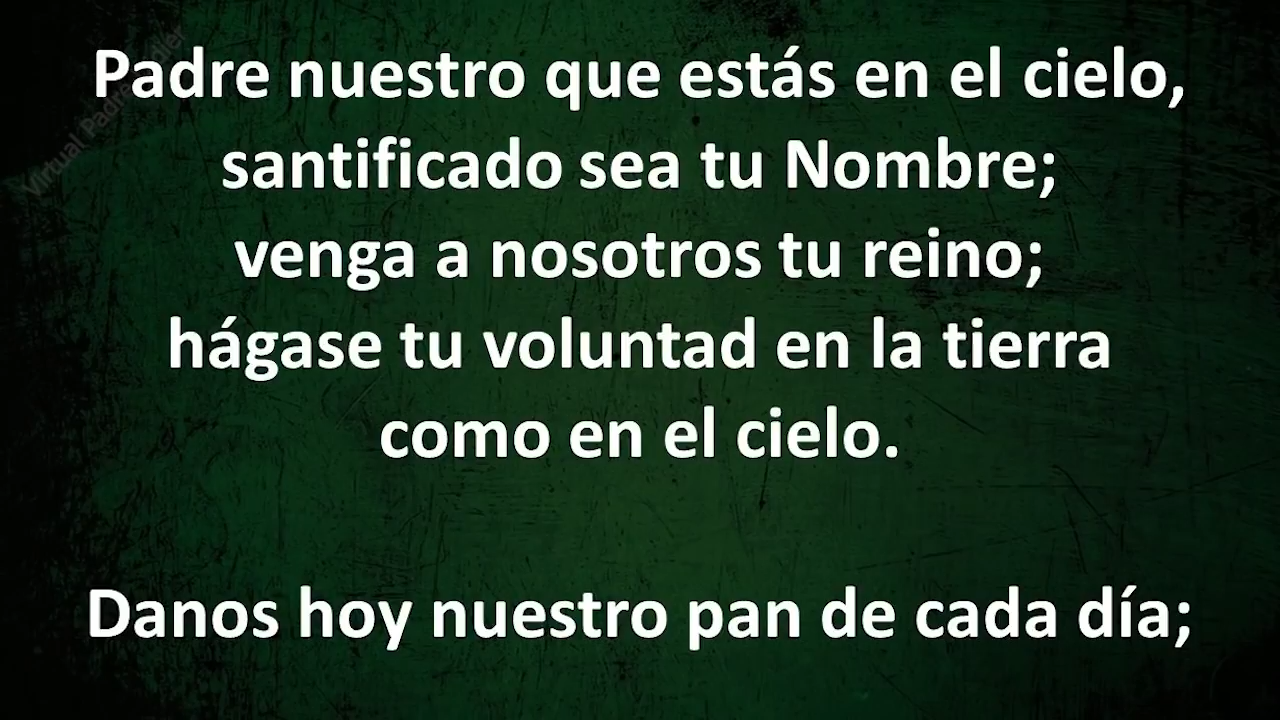 Padre nuestro que estás en el cielo,
santificado sea tu Nombre;
venga a nosotros tu reino;
hágase tu voluntad en la tierra
como en el cielo.
Danos hoy nuestro pan de cada día;